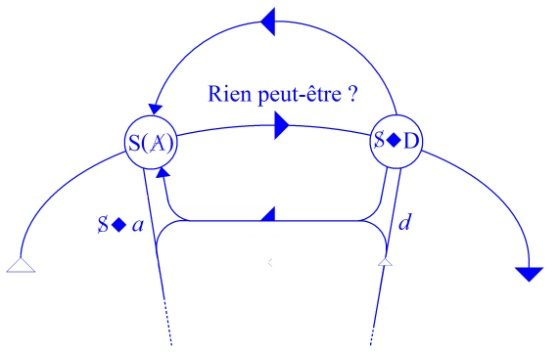 Rien peut-être ?
S(Ⱥ)
$◆D
$◆a
d